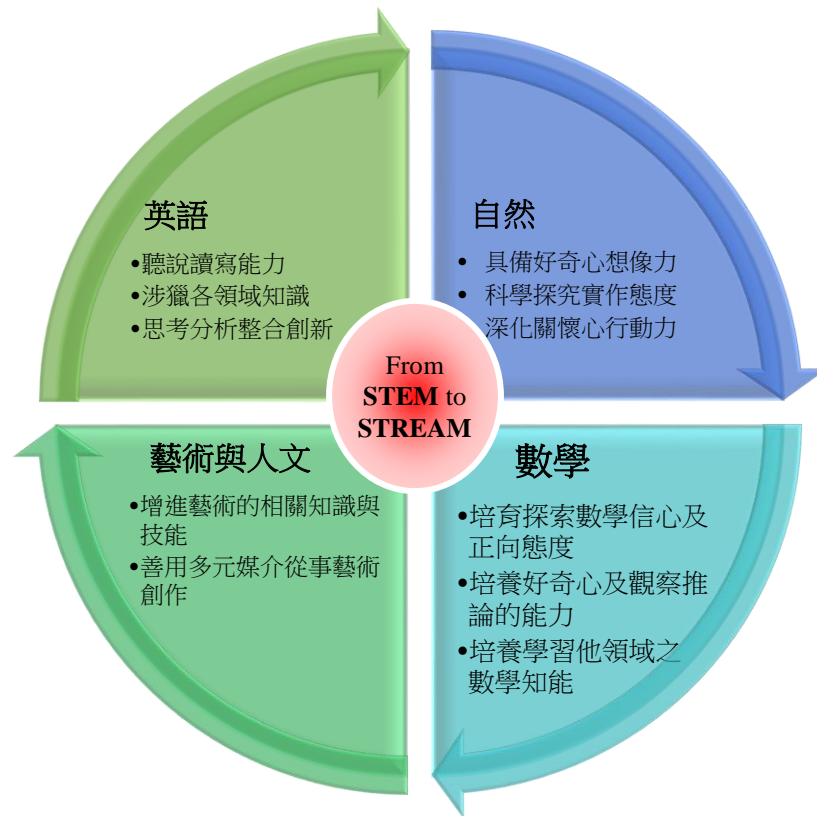 英語
•聽說讀寫能力
•涉獵各領域知識
•思考分析整合創新
自然
• 具備好奇心想像力
• 科學探究實作態度
深化關懷心行動力
From
STEM to
STREAM
藝術與人文
•增進藝術的相關知識與
技能
•善用多元媒介從事藝術
創作
數學
•培育探索數學信心及
正向態度
•培養好奇心及觀察推
論的能力
•培養學習他領域之
數學知能